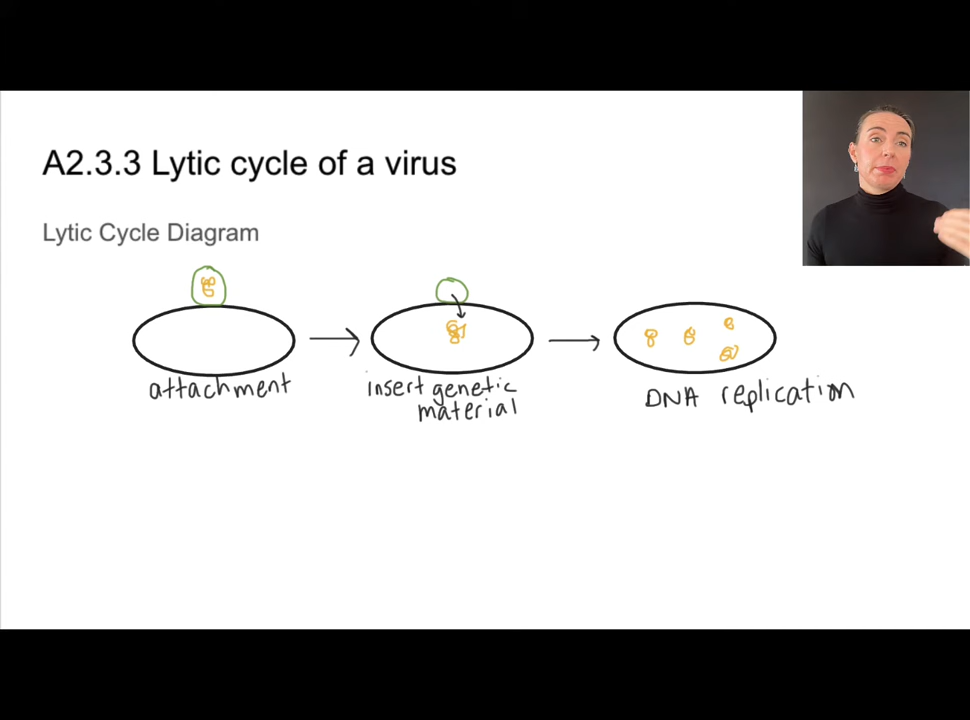 A2.3.3 Lytic cycle of a virus
Lytic Cycle Diagram
attachment
insert genetic
material
DNA replication